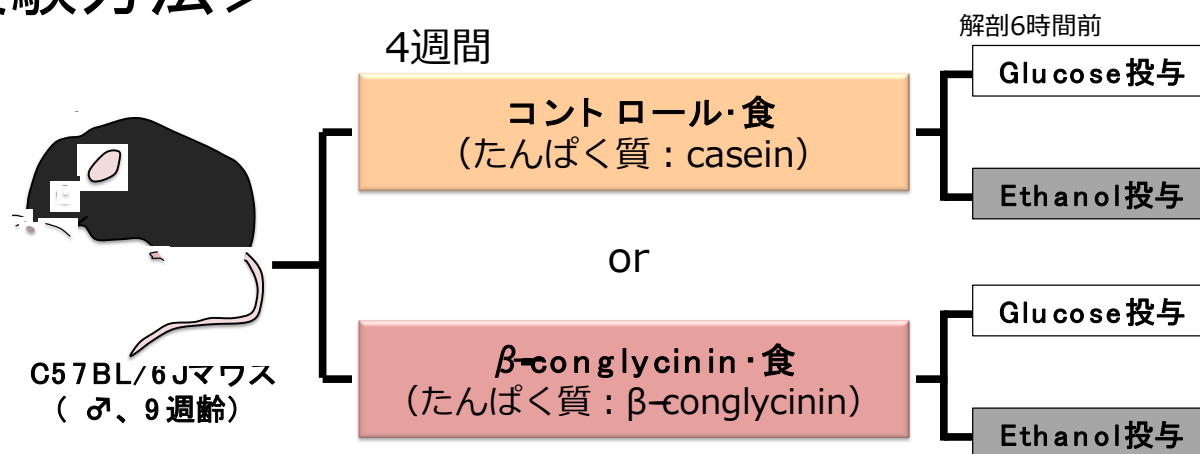 験方法>
4週間
解剖6時間前
Glucose投与
コントロール・食
（たんぱく質：casein）
Ethanol投与
or
Glucose投与
β-conglycinin・食
（たんぱく質：β-conglycinin）
C57BL/6Jマウス
（ ♂、9週齢）
Ethanol投与